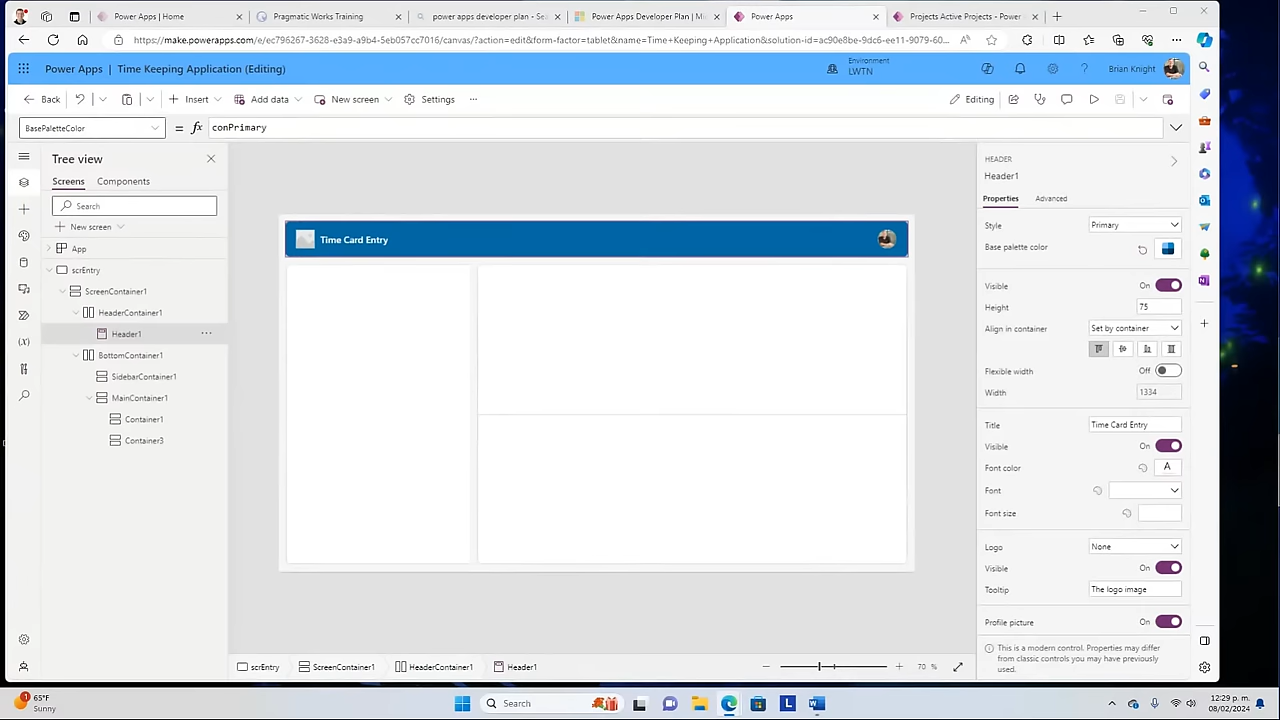 Power Apps | Home
Pragmatic Works Training
power apps developer plan - Se
Power Apps Developer Plan | M
Power Apps
Projects Active Projects - Power
https://make.powerapps.com/e/ec796267-3628-e3a9-a9b4-5eb057cc7016/canvas/?action=edit&form-factor=tablet&name=Time+Keeping+Application&solution-id=ac90e8be-9dc6-ee11-9079-60...
Power Apps | Time Keeping Application (Editing)
Environment
LWTN
Brian Knight
Back
Insert
Add data
New screen
Settings
Editing
BasePaletteColor
= fx conPrimary
Tree view
Screens
Components
Search
New screen
App
scrEntry
ScreenContainer1
HeaderContainer1
Header1
BottomContainer1
SidebarContainer1
MainContainer1
Container1
Container3
Time Card Entry
HEADER
Header1
Properties
Advanced
Style Primary
Base palette color
Visible On
Height 75
Align in container Set by container
Flexible width Off
Width 1334
Title Time Card Entry
Visible On
Font color A
Font
Font size
Logo None
Visible On
Tooltip The logo image
Profile picture On
This is a modern control. Properties may differ
from classic controls you may have previously
used.
scrEntry
ScreenContainer1
HeaderContainer1
Header1
70 %
1
65°F
Sunny
Search
L
12:29 p.m.
08/02/2024